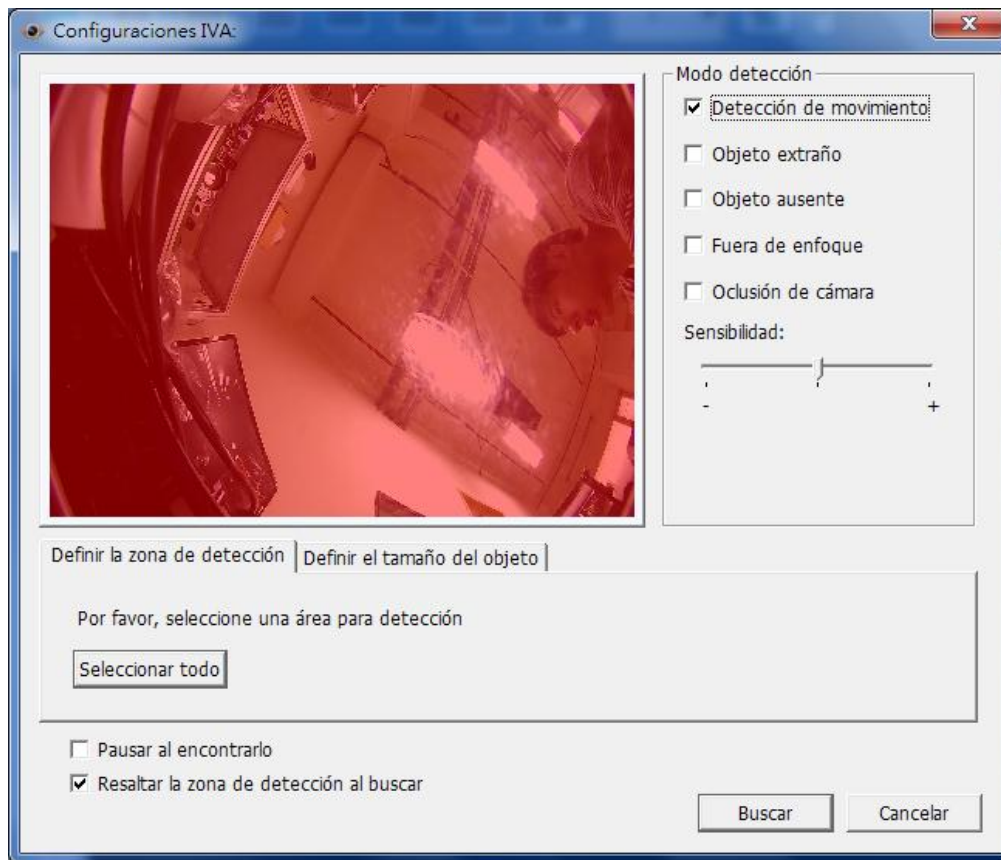 Configuraciones IVA:
Modo detección
Detección de movimiento
Objeto extraño
Objeto ausente
Fuera de enfoque
Oclusión de cámara
Sensibilidad:
- +
Definir la zona de detección Definir el tamaño del objeto
Por favor, seleccione una área para detección
Seleccionar todo
Pausar al encontrarlo
Resaltar la zona de detección al buscar
Buscar Cancelar